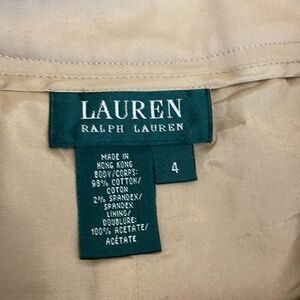 LAUREN
RALPH LAUREN
MADE IN
HONG KONG
BODY/CORPS:
98% COTTON/
COTON
2% SPANDEX/
SPANDEX
LINING/
DOUBLURE:
100% ACETATE/
ACÉTATE
4